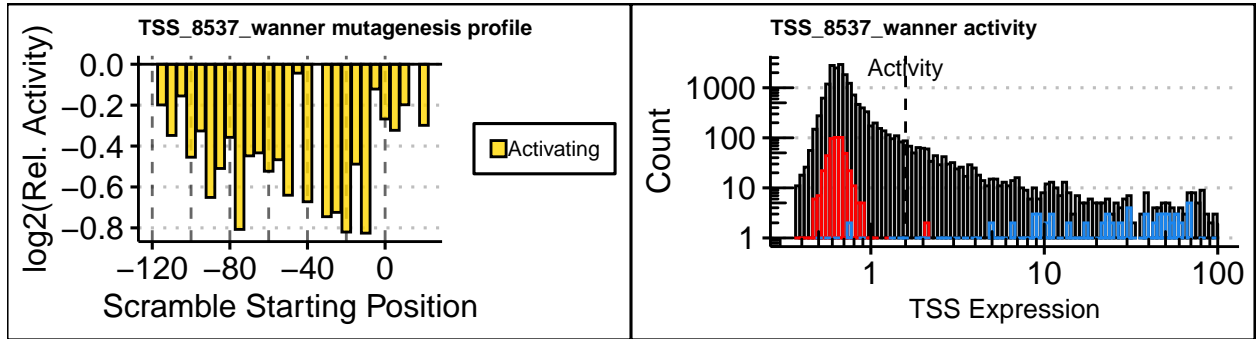 TSS_8537_wanner mutagenesis profile
log2(Rel. Activity)
0.0
−0.2
−0.4
−0.6
−0.8
−120
−80
−40
0
Scramble Starting Position
Activating
TSS_8537_wanner activity
Activity
Count
1000
100
10
1
1
10
100
TSS Expression